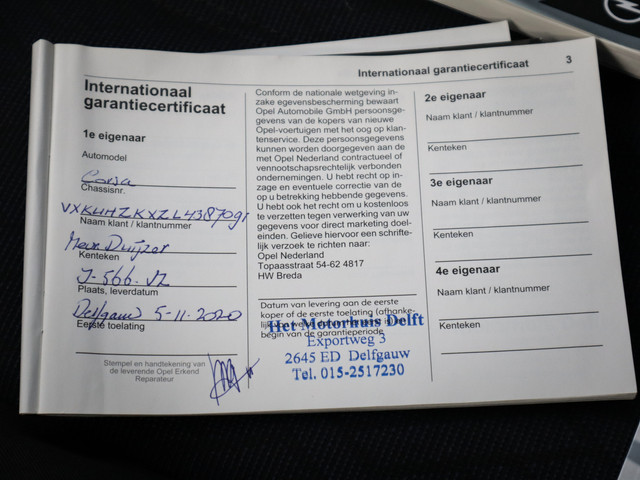 Internationaal garantiecertificaat 3
Internationaal
garantiecertificaat
1e eigenaar
Automodel
Corsa
Chassisnr.
Naam klant / klantnummer
Mevr Duijzer
Kenteken
J-566-VZ
Plaats, leverdatum
Delfgauw 5-11-2020
Eerste toelating
Stempel en handtekening van
de leverende Opel Erkend
Reparateur
Conform de nationale wetgeving in-
zake egevensbescherming bewaart
Opel Automobile GmbH persoonsge-
gevens van de kopers van nieuwe
Opel-voertuigen met het oog op klan-
tenservice. Deze persoonsgegevens
kunnen worden doorgegeven aan de
met Opel Nederland contractueel of
vennootschapsrechtelijk verbonden
ondernemingen. U hebt recht op in-
zage en eventuele correctie van de
op u betrekking hebbende gegevens.
U hebt ook het recht om u kosteloos
te verzetten tegen verwerking van uw
gegevens voor direct marketing doel-
einden. Gelieve hiervoor een schrifte-
lijk verzoek te richten naar:
Opel Nederland
Topaasstraat 54-62 4817
HW Breda
Datum van levering aan de eerste
koper of de eerste toelating (afhanke-
begin van de garantieperiode
Het Motorhuis Delft
Exportweg 3
2645 ED Delfgauw
Tel. 015-2517230
2e eigenaar
Naam klant / klantnummer
Kenteken
3e eigenaar
Naam klant / klantnummer
Kenteken
4e eigenaar
Naam klant / klantnummer
Kenteken